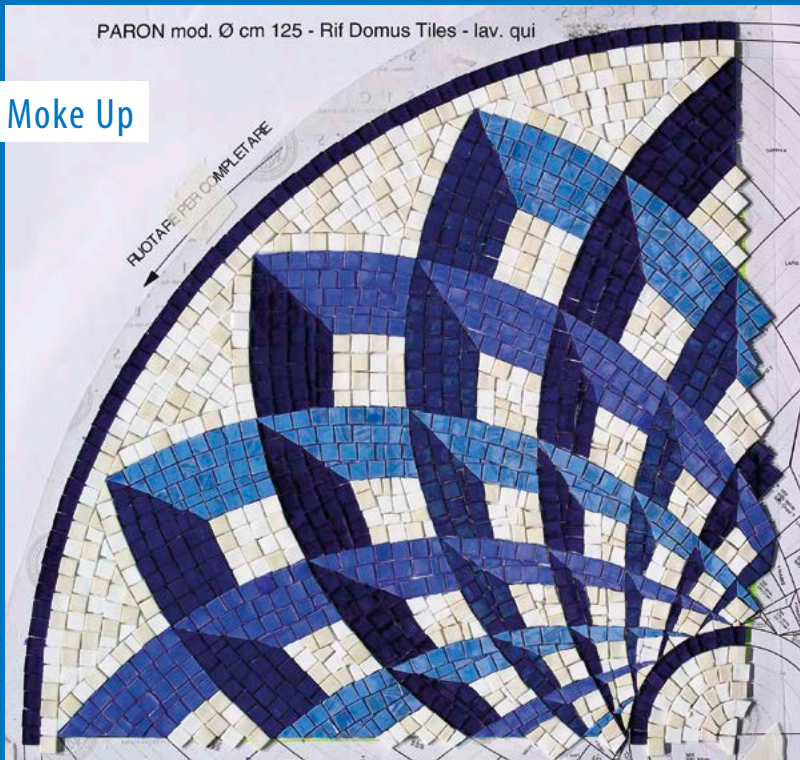 PARON mod. Ø cm 125 - Rif Domus Tiles - lav. qui
Moke Up
RUOTARE PER COMPLETARE